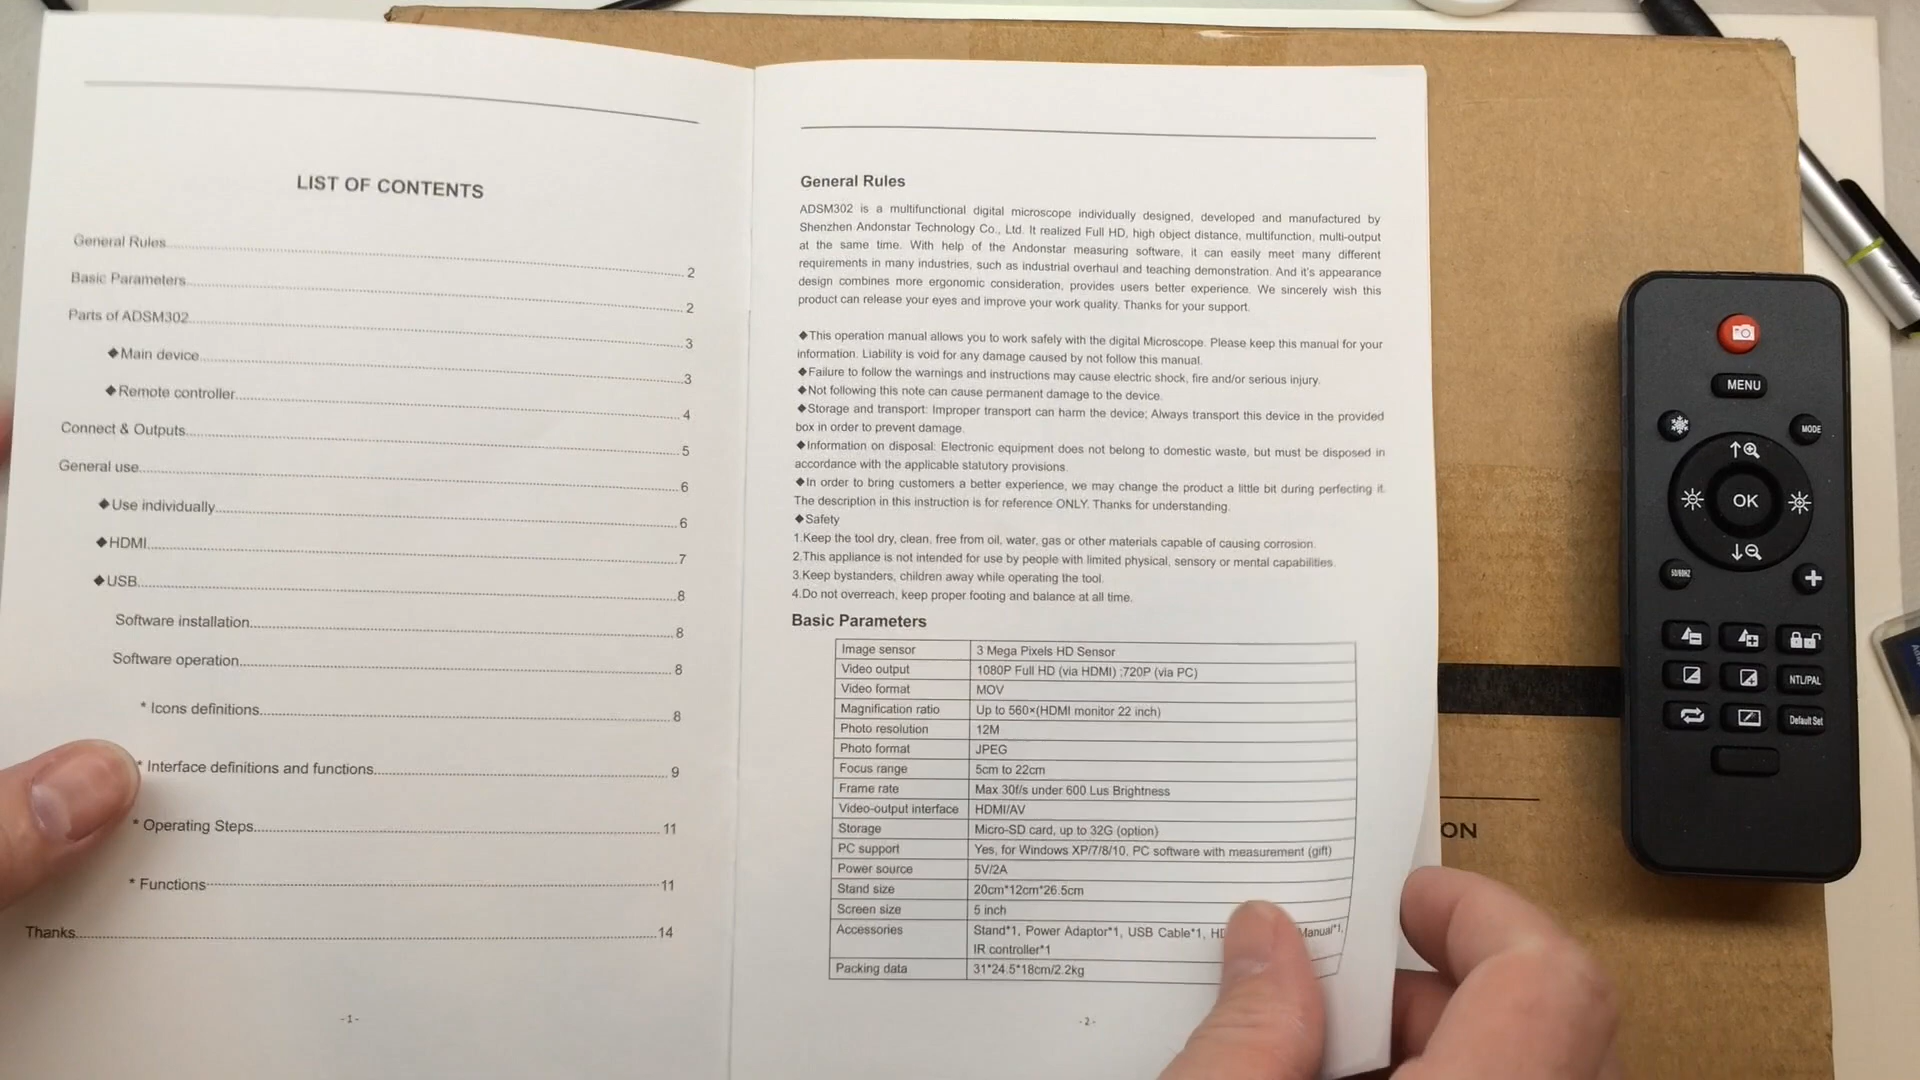 LIST OF CONTENTS
General Rules 2
Basic Parameters 2
Parts of ADSM302 3
◆Main device 3
◆Remote controller 4
Connect & Outputs 5
General use 6
◆Use individually 6
◆HDMI 7
◆USB 8
Software installation 8
Software operation 8
* Icons definitions 8
* Interface definitions and functions 9
* Operating Steps 11
* Functions 11
Thanks 14
-1-
General Rules
ADSM302 is a multifunctional digital microscope individually designed, developed and manufactured by
Shenzhen Andonstar Technology Co., Ltd. It realized Full HD, high object distance, multifunction, multi-output
at the same time. With help of the Andonstar measuring software, it can easily meet many different
requirements in many industries, such as industrial overhaul and teaching demonstration. And it's appearance
design combines more ergonomic consideration, provides users better experience. We sincerely wish this
product can release your eyes and improve your work quality. Thanks for your support.
◆This operation manual allows you to work safely with the digital Microscope. Please keep this manual for your
information. Liability is void for any damage caused by not follow this manual.
◆Failure to follow the warnings and instructions may cause electric shock, fire and/or serious injury.
◆Not following this note can cause permanent damage to the device.
◆Storage and transport: Improper transport can harm the device; Always transport this device in the provided
box in order to prevent damage.
◆Information on disposal: Electronic equipment does not belong to domestic waste, but must be disposed in
accordance with the applicable statutory provisions.
◆In order to bring customers a better experience, we may change the product a little bit during perfecting it.
The description in this instruction is for reference ONLY. Thanks for understanding.
◆Safety
1.Keep the tool dry, clean, free from oil, water, gas or other materials capable of causing corrosion.
2.This appliance is not intended for use by people with limited physical, sensory or mental capabilities.
3.Keep bystanders, children away while operating the tool.
4.Do not overreach, keep proper footing and balance at all time.
Basic Parameters
Image sensor 3 Mega Pixels HD Sensor
Video output 1080P Full HD (via HDMI) ;720P (via PC)
Video format MOV
Magnification ratio Up to 560×(HDMI monitor 22 inch)
Photo resolution 12M
Photo format JPEG
Focus range 5cm to 22cm
Frame rate Max 30f/s under 600 Lus Brightness
Video-output interface HDMI/AV
Storage Micro-SD card, up to 32G (option)
PC support Yes, for Windows XP/7/8/10, PC software with measurement (gift)
Power source 5V/2A
Stand size 20cm*12cm*26.5cm
Screen size 5 inch
Accessories Stand*1, Power Adaptor*1, USB Cable*1, HD Manual*1,
IR controller*1
Packing data 31*24.5*18cm/2.2kg
-2-
ON
MENU
MODE
OK
50/60HZ
NTL/PAL
Default Set